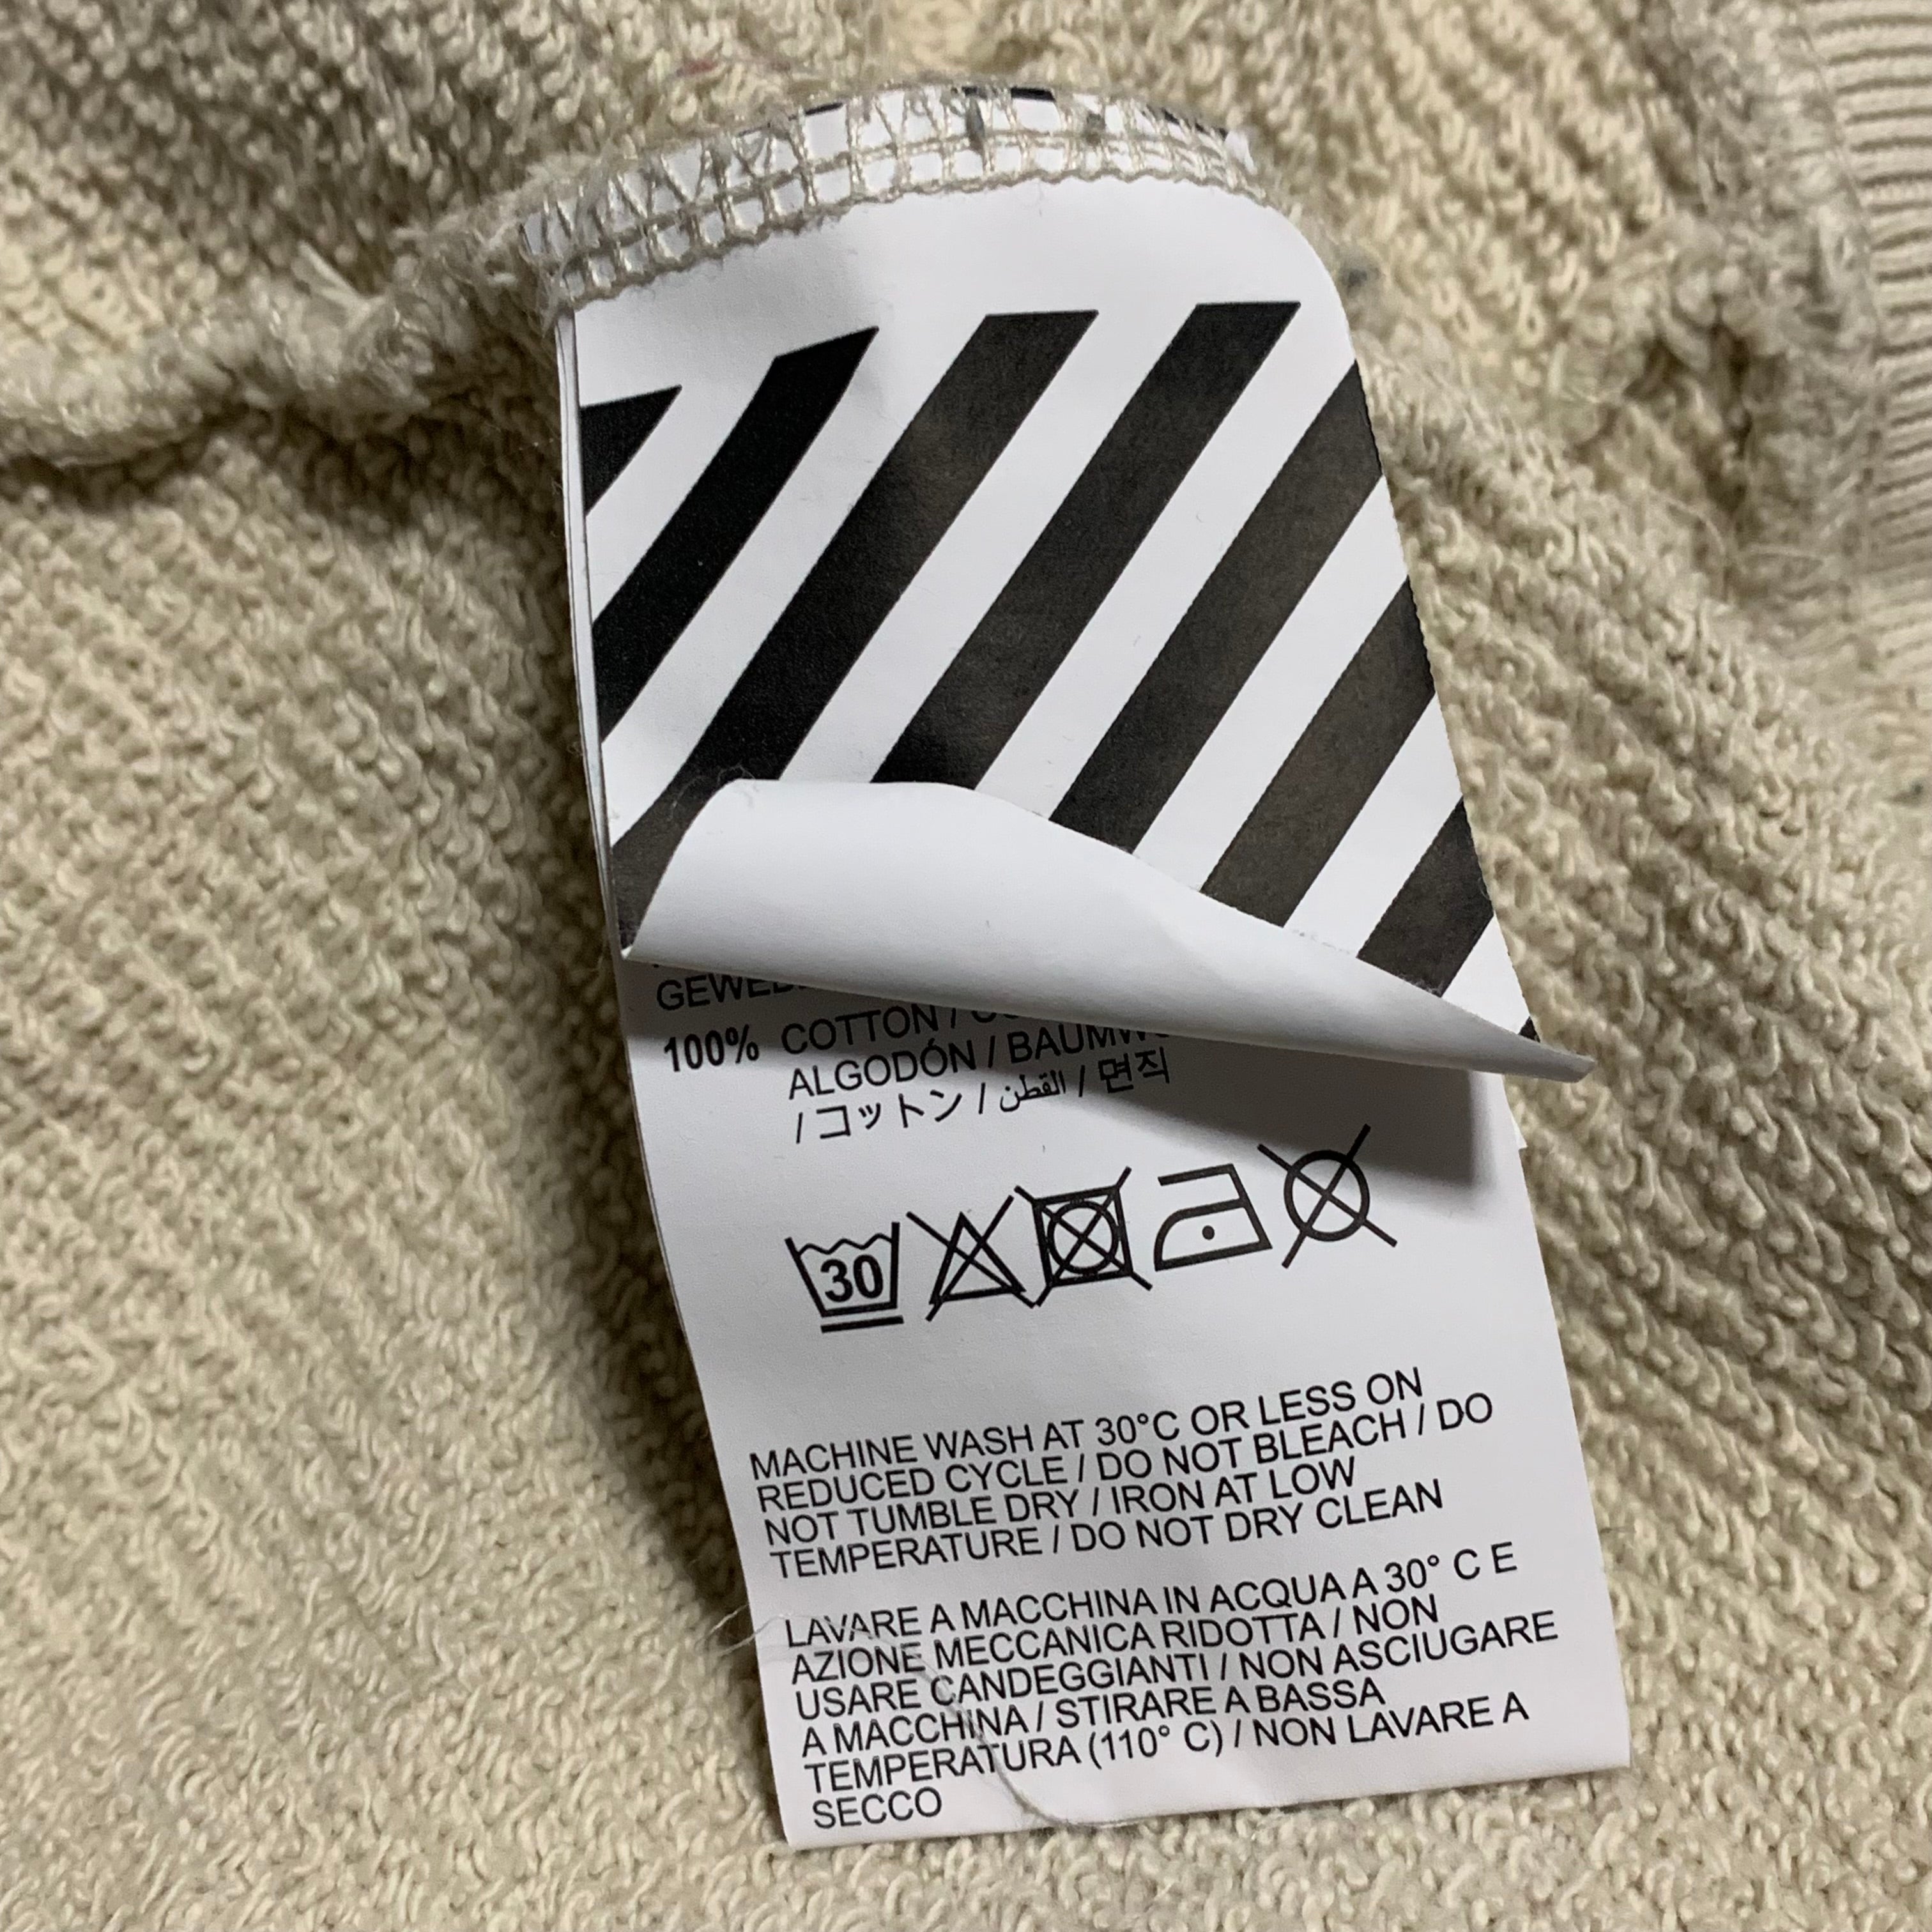 100% COTTON /
ALGODÓN /
/ コットン / القطن / 면직
30
MACHINE WASH AT 30°C OR LESS ON
REDUCED CYCLE / DO NOT BLEACH / DO
NOT TUMBLE DRY / IRON AT LOW
TEMPERATURE / DO NOT DRY CLEAN
LAVARE A MACCHINA IN ACQUA A 30° C E
AZIONE MECCANICA RIDOTTA / NON
USARE CANDEGGIANTI / NON ASCIUGARE
A MACCHINA / STIRARE A BASSA
TEMPERATURA (110° C) / NON LAVARE A
SECCO